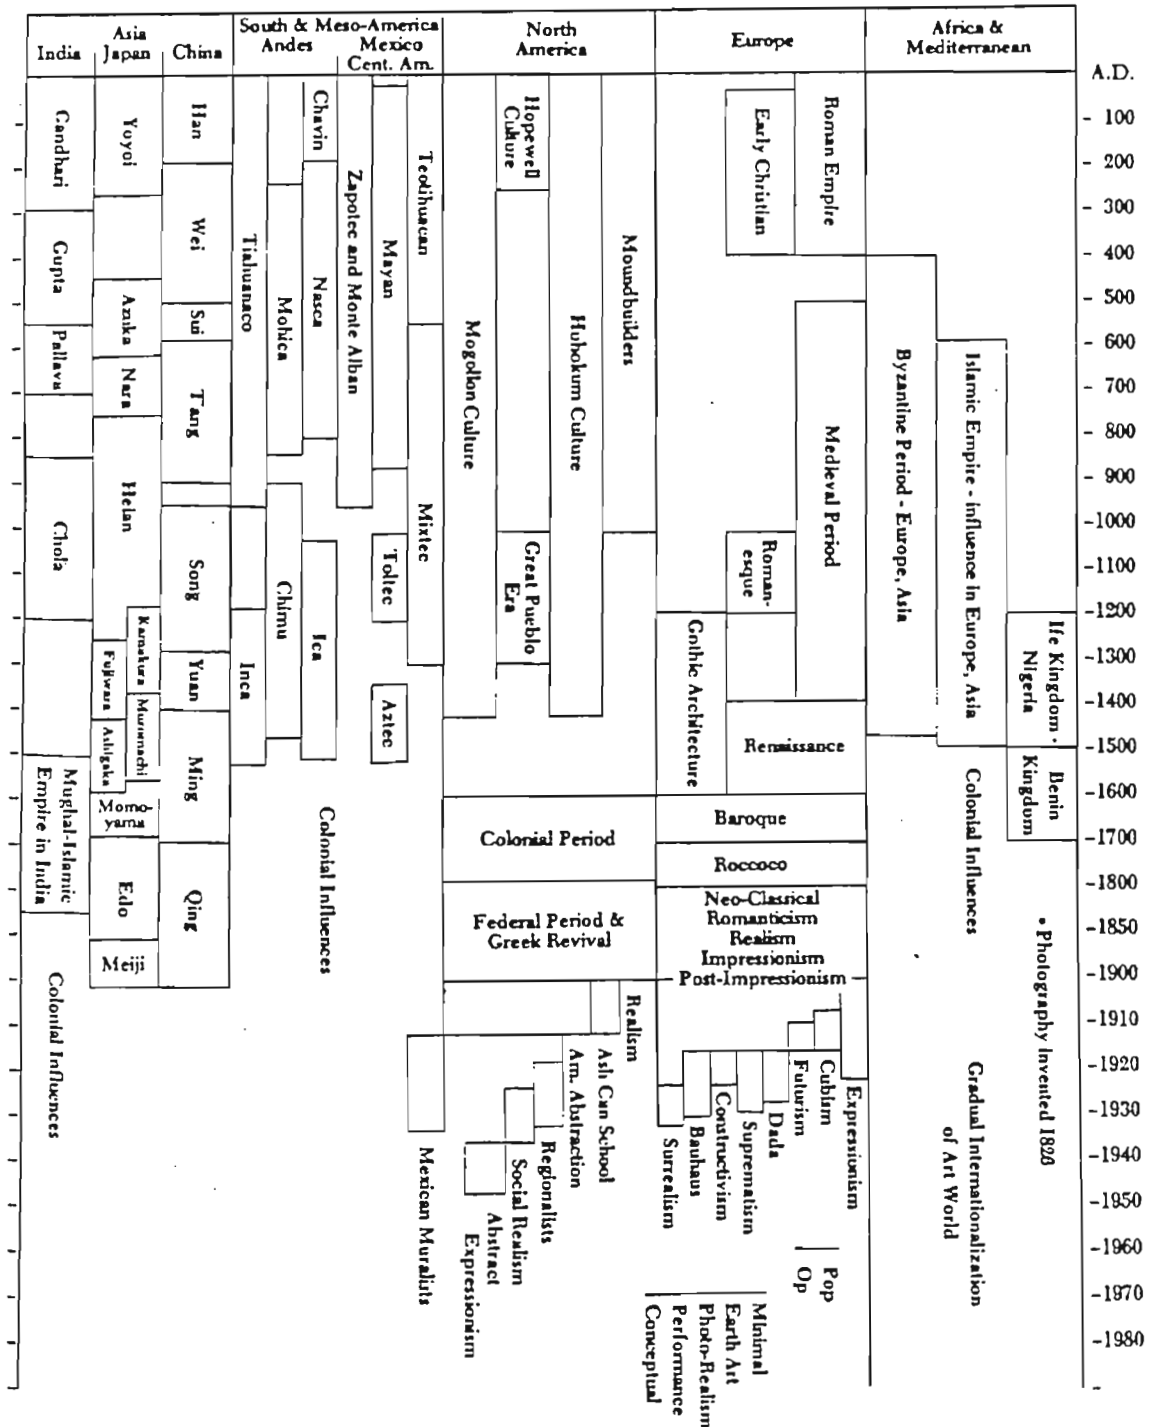 Asia
India
Japan
China
South & Meso-America
Andes
Mexico
Cent. Am.
North
America
Europe
Africa &
Mediterranean
A.D.
- 100
- 200
- 300
- 400
- 500
- 600
- 700
- 800
- 900
-1000
-1100
-1200
-1300
-1400
-1500
-1600
-1700
-1800
-1850
-1900
-1910
-1920
-1930
-1940
-1850
-1960
-1970
-1980
Gandhari
Gupta
Pallava
Chola
Mughal-Islamic
Empire in India
Colonial Influences
Yoyoi
Azuka
Nara
Heian
Kamakura
Fujiwara
Muromachi
Ashigaka
Momo-
yama
Edo
Meiji
Han
Wei
Sui
T'ang
Song
Yuan
Ming
Qing
Tiahuanaco
Inca
Mohica
Chimu
Chavin
Nasca
Ica
Colonial Influences
Zapotec and Monte Alban
Mayan
Toltec
Aztec
Teotihuacan
Mixtec
Mexican Muralists
Mogollon Culture
Hopewell
Culture
Great Pueblo
Era
Huhokum Culture
Moundbuilders
Colonial Period
Federal Period &
Greek Revival
Realism
Ash Can School
Am. Abstraction
Regionalists
Social Realism
Abstract
Expressionism
Early Christian
Roman Empire
Medieval Period
Roman-
esque
Gothic Architecture
Renaissance
Baroque
Roccoco
Neo-Classical
Romanticism
Realism
Impressionism
Post-Impressionism
Expressionism
Cubism
Futurism
Dada
Suprematism
Constructivism
Bauhaus
Surrealism
Pop
Op
Minimal
Earth Art
Photo-Realism
Performance
Conceptual
Byzantine Period - Europe, Asia
Islamic Empire - influence in Europe, Asia
Ife Kingdom -
Nigeria
Benin
Kingdum
Colonial Influences
• Photography Invented 1826
Gradual Internationalization
of Art World